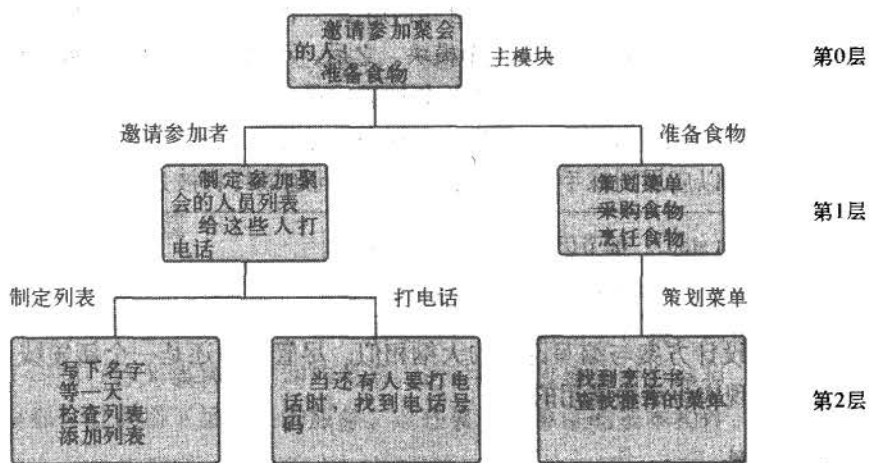 邀请参加聚会
的人
准备食物
主模块
第0层
邀请参加者
准备食物
制定参加聚
会的人员列表
给这些人打
电话
策划菜单
采购食物
烹饪食物
第1层
制定列表
打电话
策划菜单
写下名字
等一天
检查列表
添加列表
当还有人要打电
话时，找到电话号
码
找到烹饪书
查找推荐的菜单
第2层